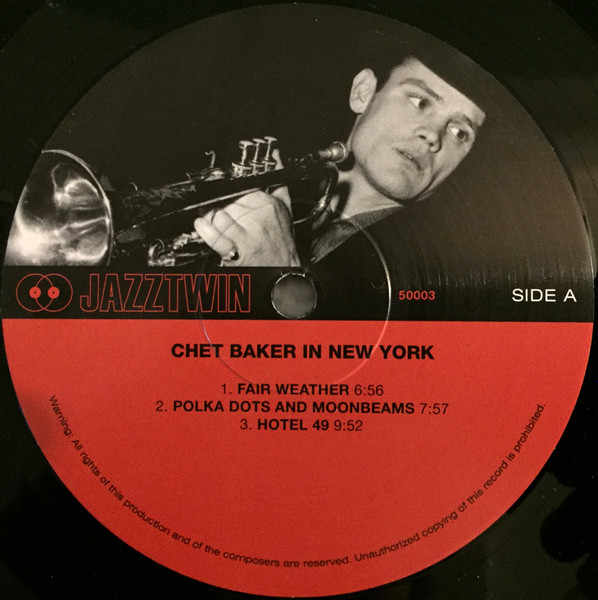 JAZZTWIN
50003
SIDE A
CHET BAKER IN NEW YORK
1. FAIR WEATHER 6:56
2. POLKA DOTS AND MOONBEAMS 7:57
3. HOTEL 49 9:52
Warning: All rights of this production and of the composers are reserved. Unauthorized copying of this record is prohibited.